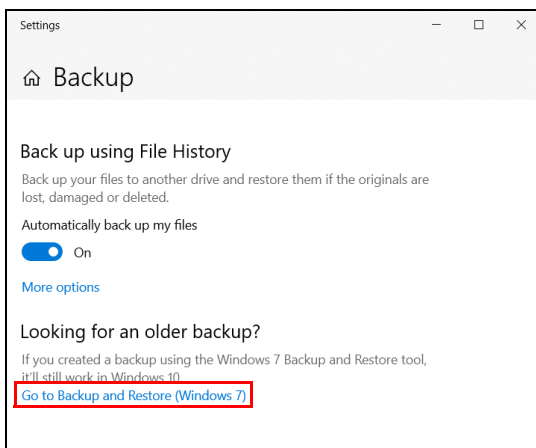 Settings
Backup
Back up using File History
Back up your files to another drive and restore them if the originals are
lost, damaged or deleted.
Automatically back up my files
On
More options
Looking for an older backup?
If you created a backup using the Windows 7 Backup and Restore tool,
it'll still work in Windows 10.
Go to Backup and Restore (Windows 7)